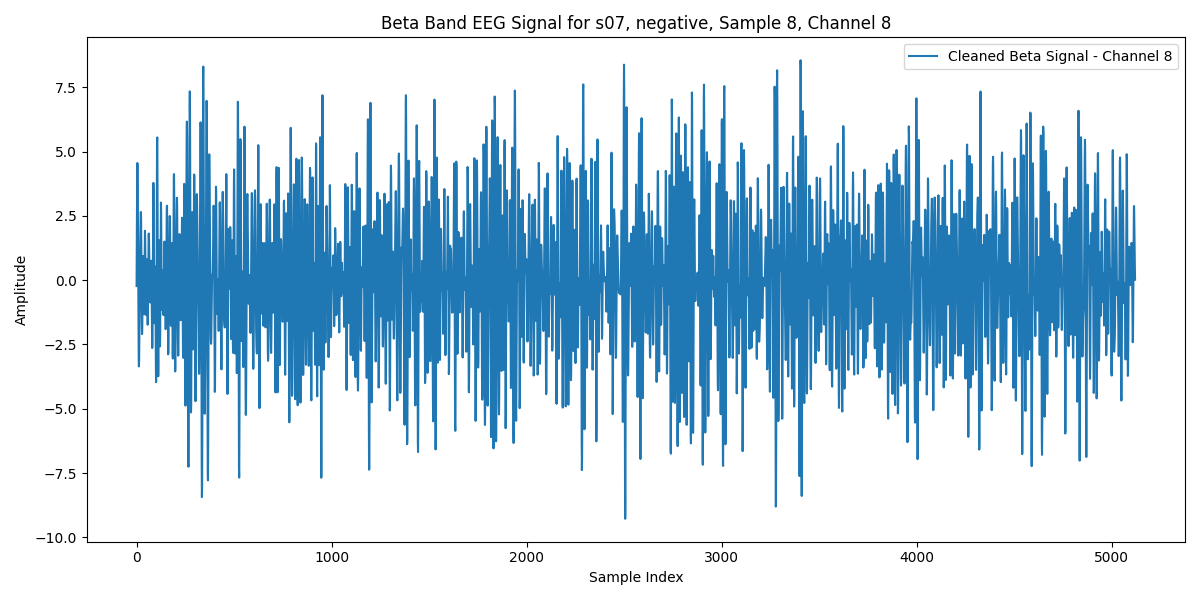 Beta Band EEG Signal for s07, negative, Sample 8, Channel 8
Cleaned Beta Signal - Channel 8
Amplitude
7.5
5.0
2.5
0.0
−2.5
−5.0
−7.5
−10.0
0 1000 2000 3000 4000 5000
Sample Index